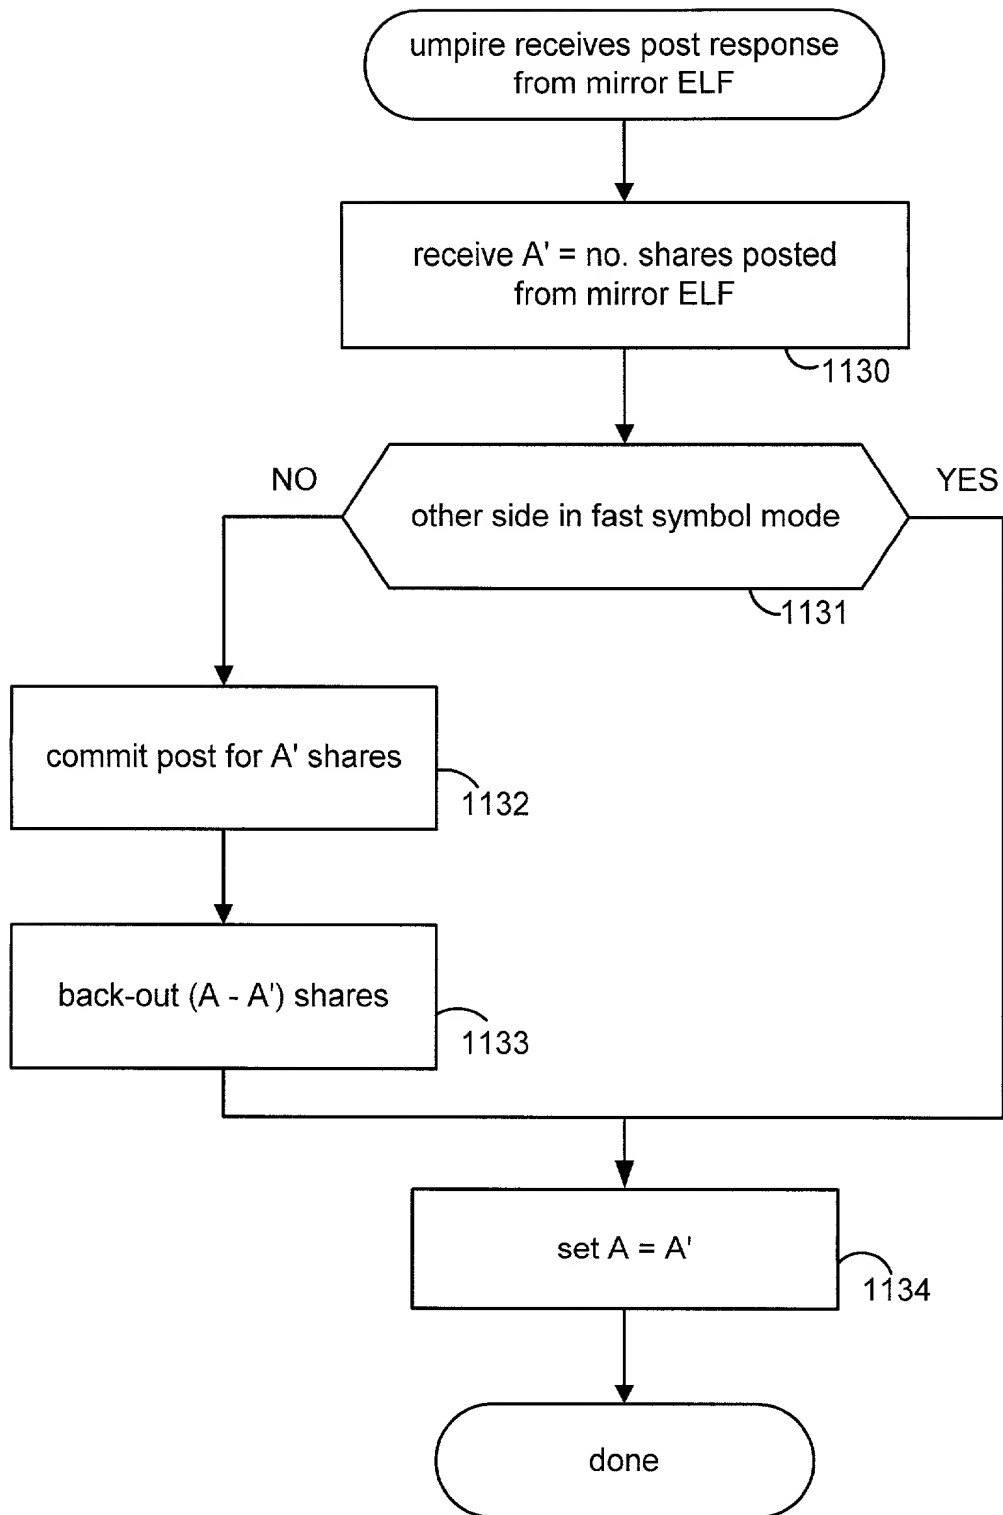 umpire receives post response
from mirror ELF
receive A' = no. shares posted
from mirror ELF
1130
NO
YES
other side in fast symbol mode
1131
commit post for A' shares
1132
back-out (A - A') shares
1133
set A = A'
1134
done